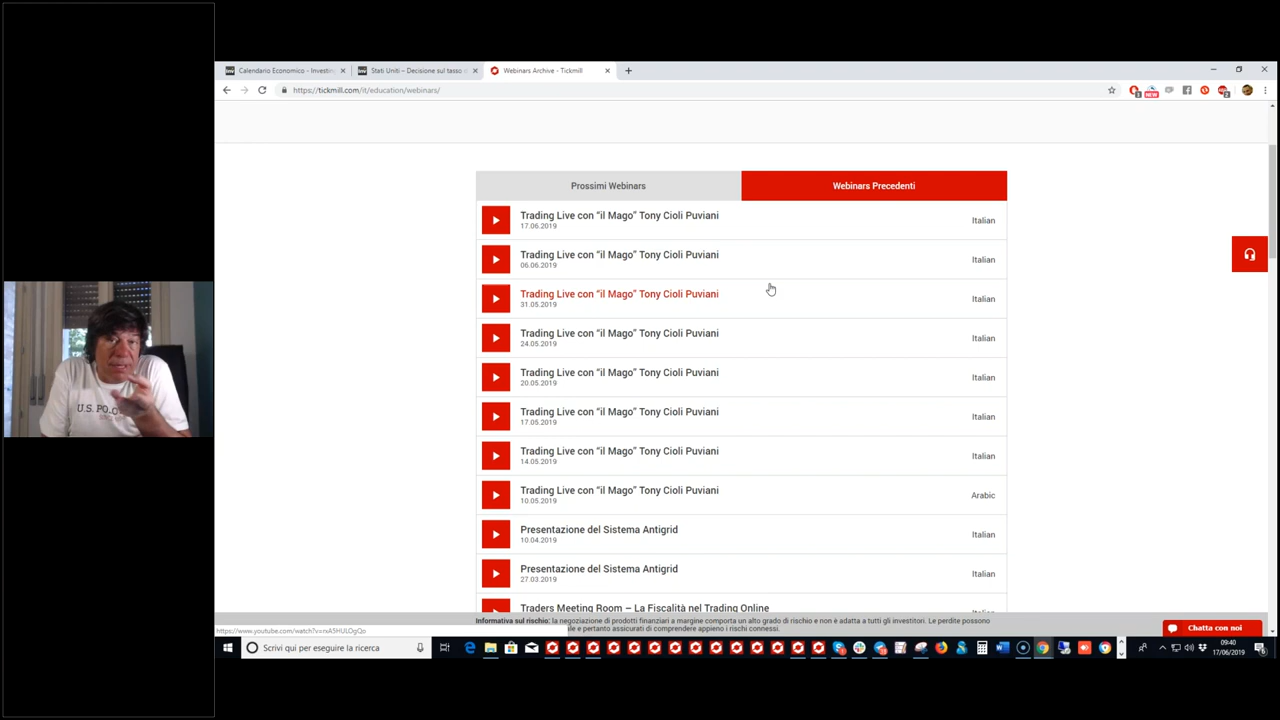 Calendario Economico - Investin
Stati Uniti – Decisione sul tasso
Webinars Archive - Tickmill
https://tickmill.com/it/education/webinars/
NEW
Prossimi Webinars
Webinars Precedenti
Trading Live con “il Mago” Tony Cioli Puviani
Italian
17.06.2019
Trading Live con “il Mago” Tony Cioli Puviani
Italian
06.06.2019
Trading Live con “il Mago” Tony Cioli Puviani
Italian
31.05.2019
Trading Live con “il Mago” Tony Cioli Puviani
Italian
24.05.2019
Trading Live con “il Mago” Tony Cioli Puviani
Italian
20.05.2019
Trading Live con “il Mago” Tony Cioli Puviani
Italian
17.05.2019
Trading Live con “il Mago” Tony Cioli Puviani
Italian
14.05.2019
Trading Live con “il Mago” Tony Cioli Puviani
Arabic
10.05.2019
Presentazione del Sistema Antigrid
Italian
10.04.2019
Presentazione del Sistema Antigrid
Italian
27.03.2019
Traders Meeting Room – La Fiscalità nel Trading Online
Informativa sul rischio: la negoziazione di prodotti finanziari a margine comporta un alto grado di rischio e non è adatta a tutti gli investitori. Le perdite possono
le e pertanto assicurati di comprendere appieno i rischi connessi.
Chatta con noi
Scrivi qui per eseguire la ricerca
09:40
17/06/2019
U.S. PO